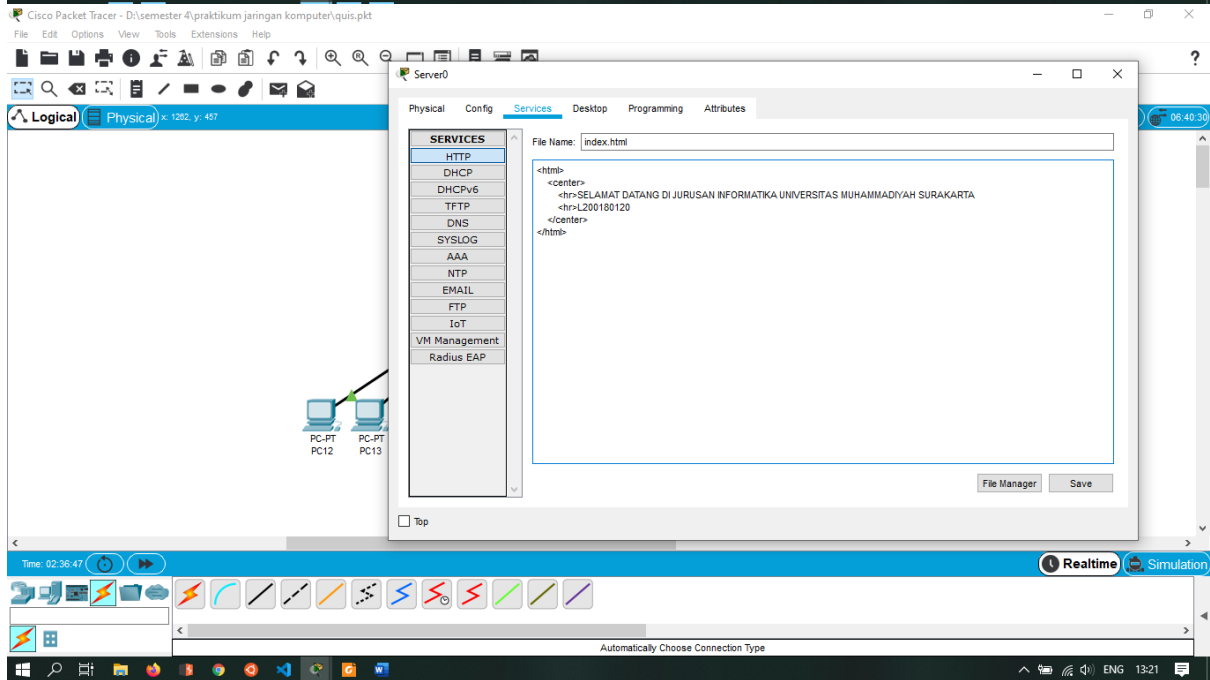 Cisco Packet Tracer - D:\semester 4\praktikum jaringan komputer\quis.pkt
File Edit Options View Tools Extensions Help
?
Server0
Logical Physical x: 1262, y: 457 06:40:30
Physical Config Services Desktop Programming Attributes
SERVICES
HTTP
DHCP
DHCPv6
TFTP
DNS
SYSLOG
AAA
NTP
EMAIL
FTP
IoT
VM Management
Radius EAP
File Name: index.html
<html>
<center>
<hr>SELAMAT DATANG DI JURUSAN INFORMATIKA UNIVERSITAS MUHAMMADIYAH SURAKARTA
<hr>L200180120
</center>
</html>
File Manager Save
Top
PC-PT PC-PT
PC12 PC13
Time: 02:36:47 Realtime Simulation
Automatically Choose Connection Type
ENG 13:21